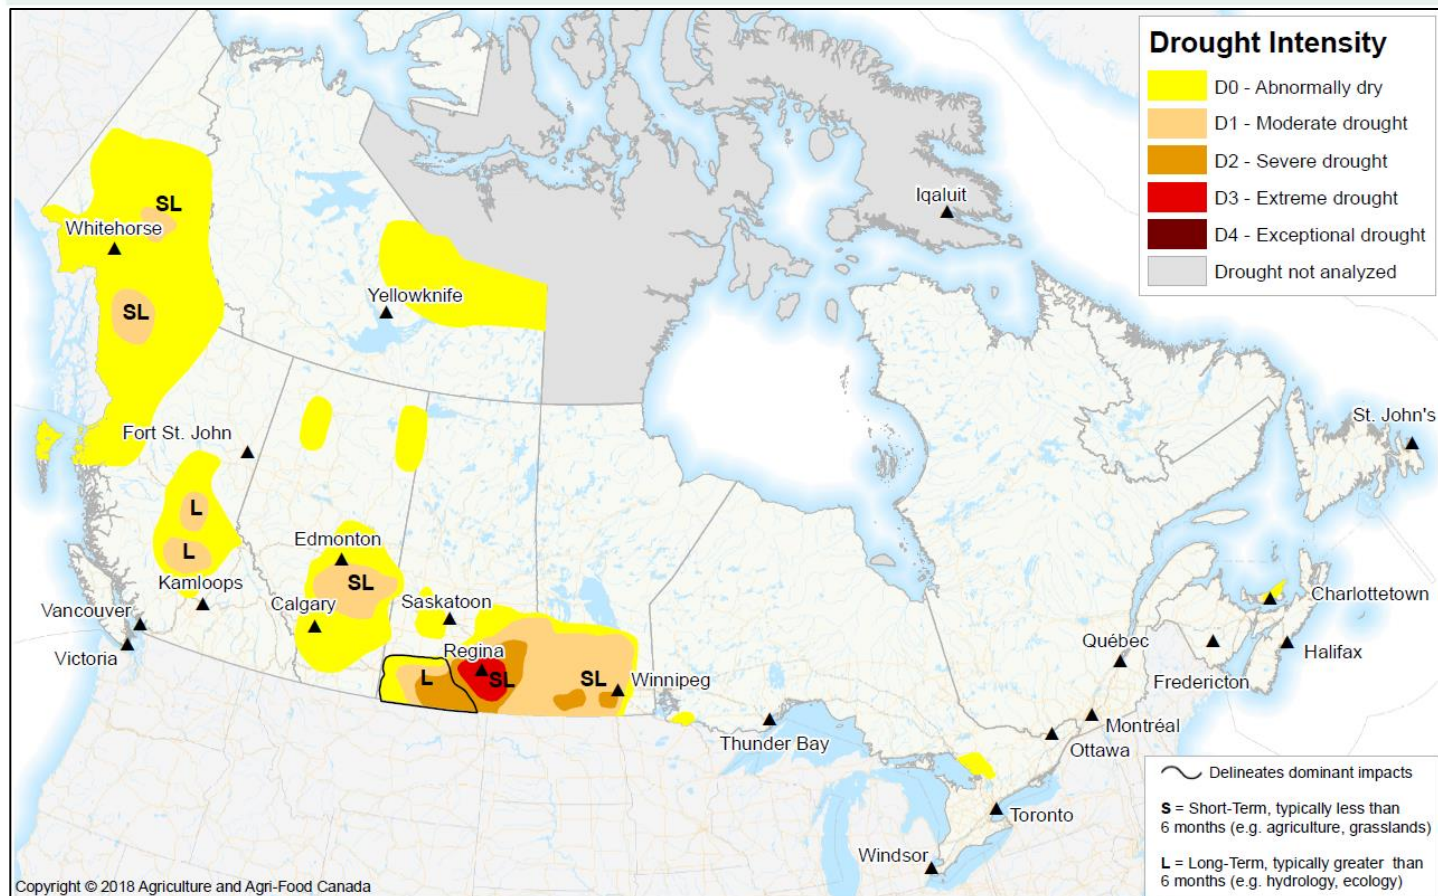 Drought Intensity
D0 - Abnormally dry
D1 - Moderate drought
D2 - Severe drought
D3 - Extreme drought
D4 - Exceptional drought
Drought not analyzed
Iqaluit
SL
Whitehorse
Yellowknife
SL
St. John's
Fort St. John
L
Edmonton
L
SL
Kamloops
Calgary
Saskatoon
Charlottetown
Vancouver
Victoria
Regina
Québec
Halifax
L
SL
SL
Winnipeg
Fredericton
Thunder Bay
Montréal
Ottawa
Toronto
Windsor
Delineates dominant impacts
S = Short-Term, typically less than
6 months (e.g. agriculture, grasslands)
L = Long-Term, typically greater than
6 months (e.g. hydrology, ecology)
Copyright © 2018 Agriculture and Agri-Food Canada